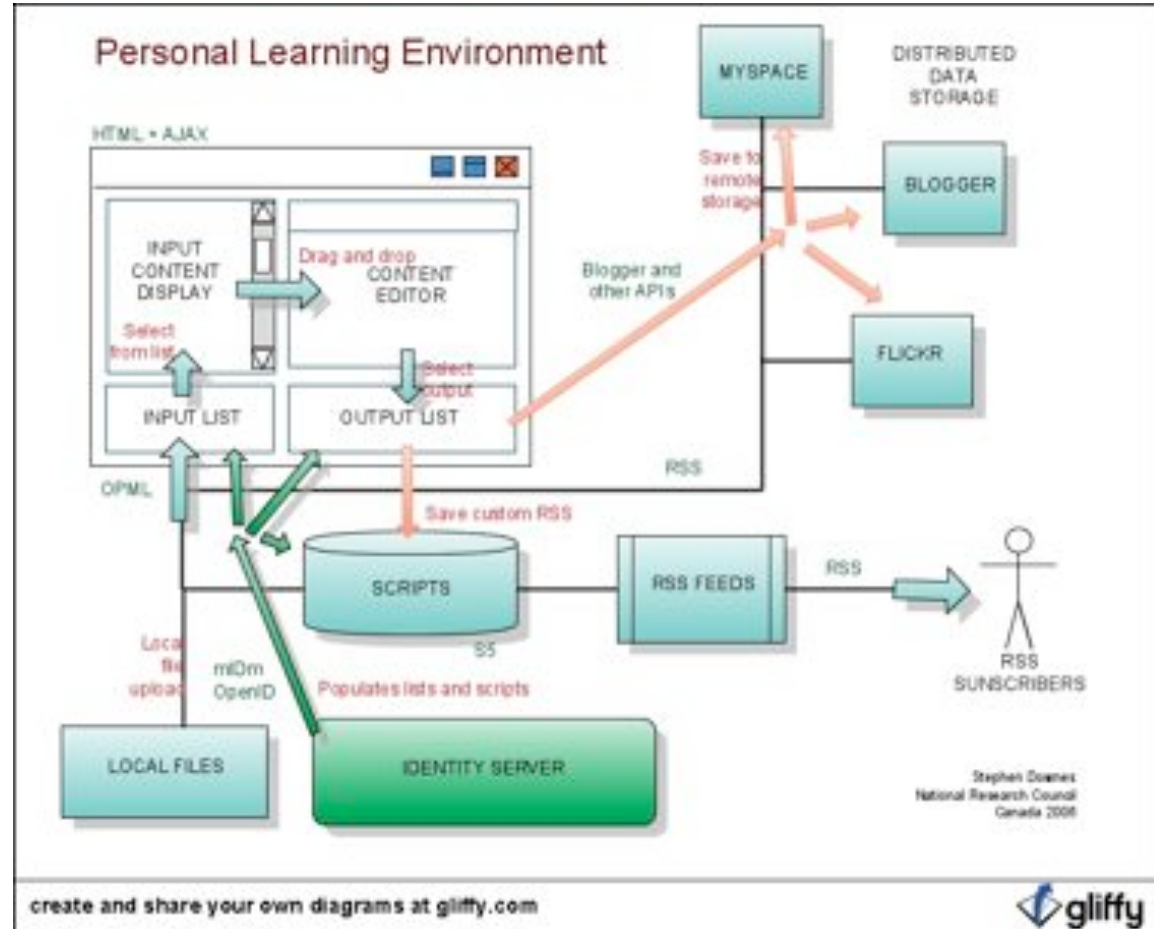 Personal Learning Environment
MYSPACE
DISTRIBUTED
DATA
STORAGE
HTML + AJAX
Save to
remote
storage
BLOGGER
INPUT
CONTENT
DISPLAY
Drag and drop
CONTENT
EDITOR
Blogger and
other APIs
Select
from list
Select
output
FLICKR
INPUT LIST
OUTPUT LIST
RSS
OPML
Save custom RSS
SCRIPTS
RSS FEEDS
RSS
S5
Local
file
upload
mIDm
OpenID
Populates lists and scripts
RSS
SUNSCRIBERS
LOCAL FILES
IDENTITY SERVER
Stephen Downes
National Research Council
Canada 2006
create and share your own diagrams at gliffy.com
gliffy